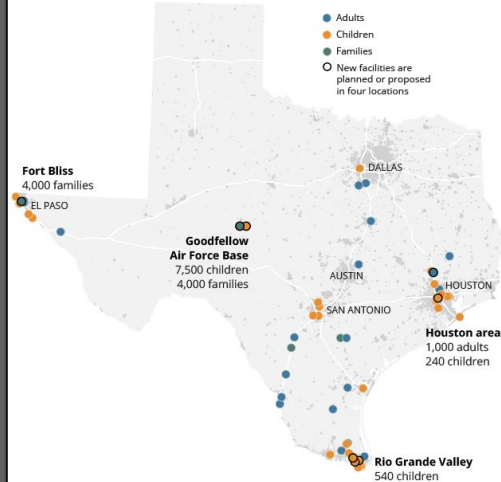 Adults
Children
Families
New facilities are
planned or proposed
in four locations
DALLAS
Fort Bliss
4,000 families
EL PASO
Goodfellow
Air Force Base
7,500 children
4,000 families
AUSTIN
HOUSTON
SAN ANTONIO
Houston area
1,000 adults
240 children
Rio Grande Valley
540 children